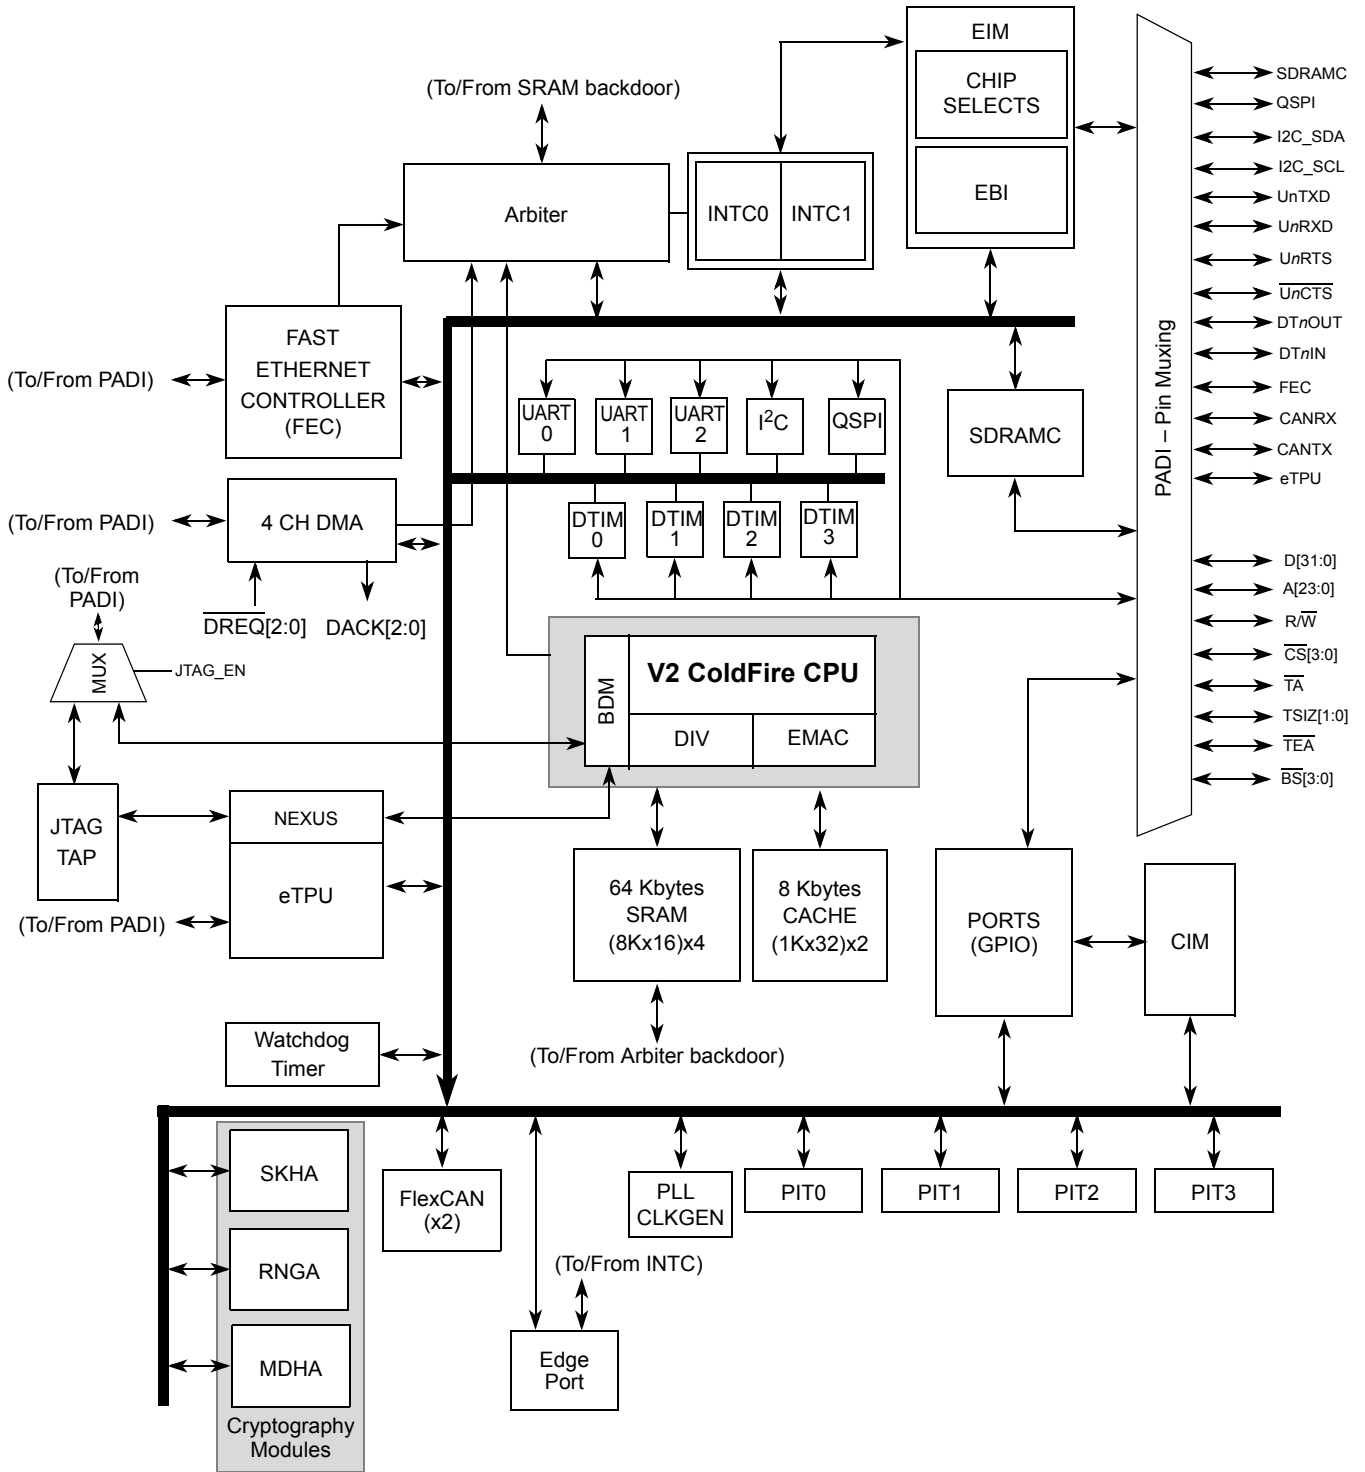 EIM
CHIP
SELECTS
EBI
(To/From SRAM backdoor)
Arbiter
INTC0
INTC1
FAST
ETHERNET
CONTROLLER
(FEC)
(To/From PADI)
UART
0
UART
1
UART
2
I²C
QSPI
SDRAMC
DTIM
0
DTIM
1
DTIM
2
DTIM
3
(To/From PADI)
4 CH DMA
DREQ[2:0]
DACK[2:0]
(To/From
PADI)
MUX
JTAG_EN
V2 ColdFire CPU
BDM
DIV
EMAC
JTAG
TAP
NEXUS
eTPU
(To/From PADI)
64 Kbytes
SRAM
(8Kx16)x4
8 Kbytes
CACHE
(1Kx32)x2
(To/From Arbiter backdoor)
PORTS
(GPIO)
CIM
Watchdog
Timer
SKHA
RNGA
MDHA
Cryptography
Modules
FlexCAN
(x2)
PLL
CLKGEN
PIT0
PIT1
PIT2
PIT3
(To/From INTC)
Edge
Port
PADI – Pin Muxing
SDRAMC
QSPI
I2C_SDA
I2C_SCL
UnTXD
UnRXD
UnRTS
UnCTS
DTnOUT
DTnIN
FEC
CANRX
CANTX
eTPU
D[31:0]
A[23:0]
R/W
CS[3:0]
TA
TSIZ[1:0]
TEA
BS[3:0]